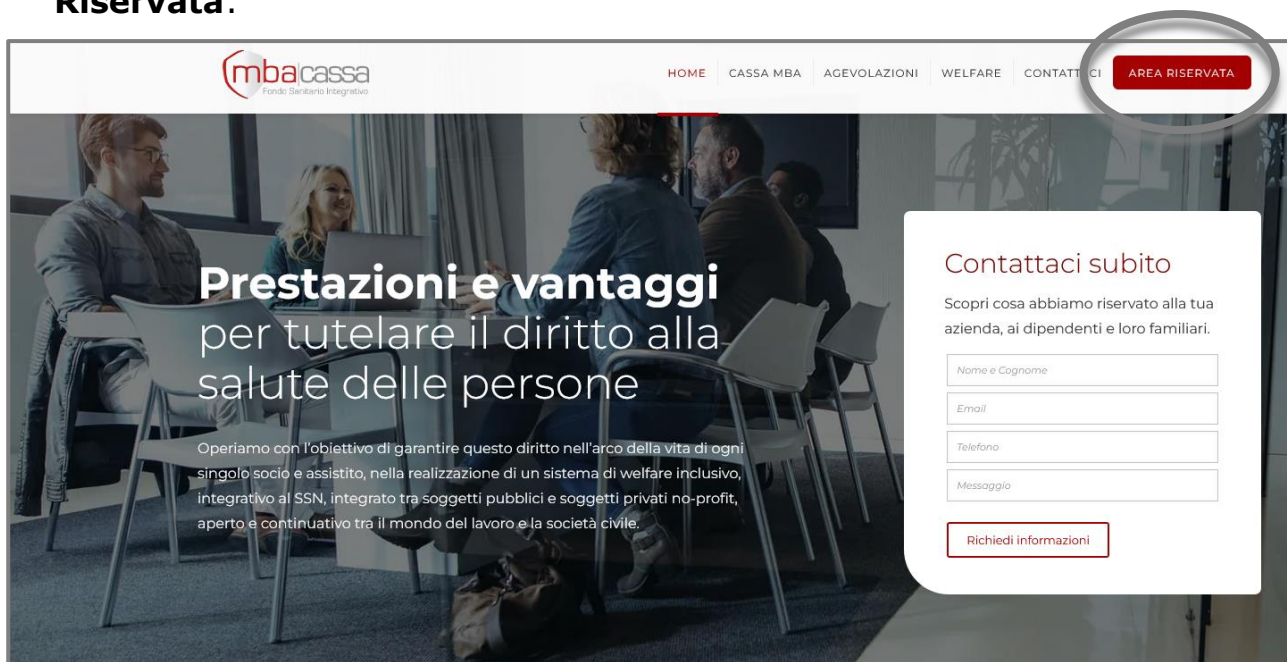 Riservata.
mba|cassa
Fondo Sanitario Integrativo
HOME CASSA MBA AGEVOLAZIONI WELFARE CONTATTACI AREA RISERVATA
Prestazioni e vantaggi
per tutelare il diritto alla
salute delle persone
Operiamo con l'obiettivo di garantire questo diritto nell'arco della vita di ogni
singolo socio e assistito, nella realizzazione di un sistema di welfare inclusivo,
integrativo al SSN, integrato tra soggetti pubblici e soggetti privati no-profit,
aperto e continuativo tra il mondo del lavoro e la società civile.
Contattaci subito
Scopri cosa abbiamo riservato alla tua
azienda, ai dipendenti e loro familiari.
Nome e Cognome
Email
Telefono
Messaggio
Richiedi informazioni